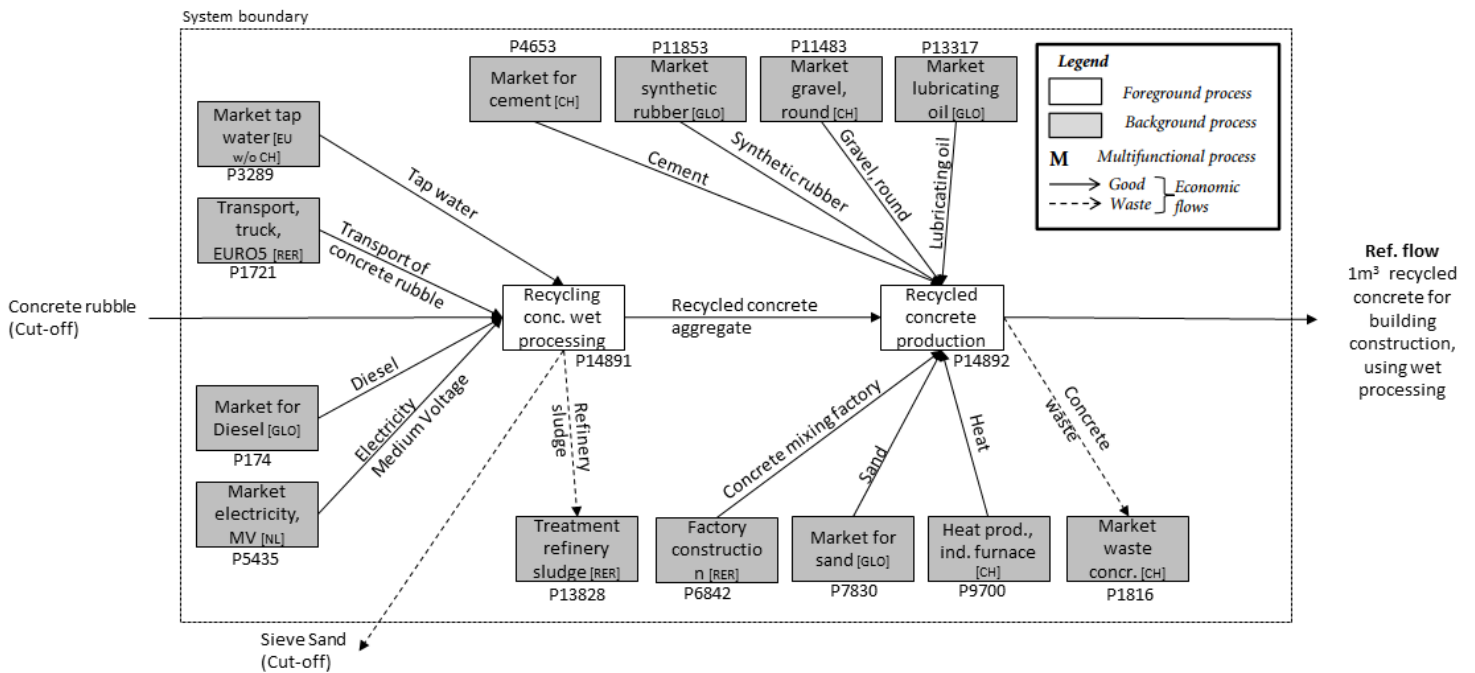 System boundary
P4653
Market for
cement [CH]
P11853
Market
synthetic
rubber [GLO]
P11483
Market
gravel,
round [CH]
P13317
Market
lubricating
oil [GLO]
Legend
Foreground process
Background process
M Multifunctional process
Good
Waste
Economic
flows
Market tap
water [EU
w/o CH]
P3289
Transport,
truck,
EURO5 [RER]
P1721
Tap water
Transport of
concrete rubble
Cement
Synthetic rubber
Gravel, round
Lubricating oil
Concrete rubble
(Cut-off)
Recycling
conc. wet
processing
P14891
Recycled concrete
aggregate
Recycled
concrete
production
P14892
Ref. flow
1m³ recycled
concrete for
building
construction,
using wet
processing
Diesel
Electricity
Medium Voltage
Market for
Diesel [GLO]
P174
Market
electricity,
MV [NL]
P5435
Refinery
sludge
Concrete mixing factory
Sand
Heat
Concrete
waste
Treatment
refinery
sludge [RER]
P13828
Factory
constructio
n [RER]
P6842
Market for
sand [GLO]
P7830
Heat prod.,
ind. furnace
[CH]
P9700
Market
waste
concr. [CH]
P1816
Sieve Sand
(Cut-off)